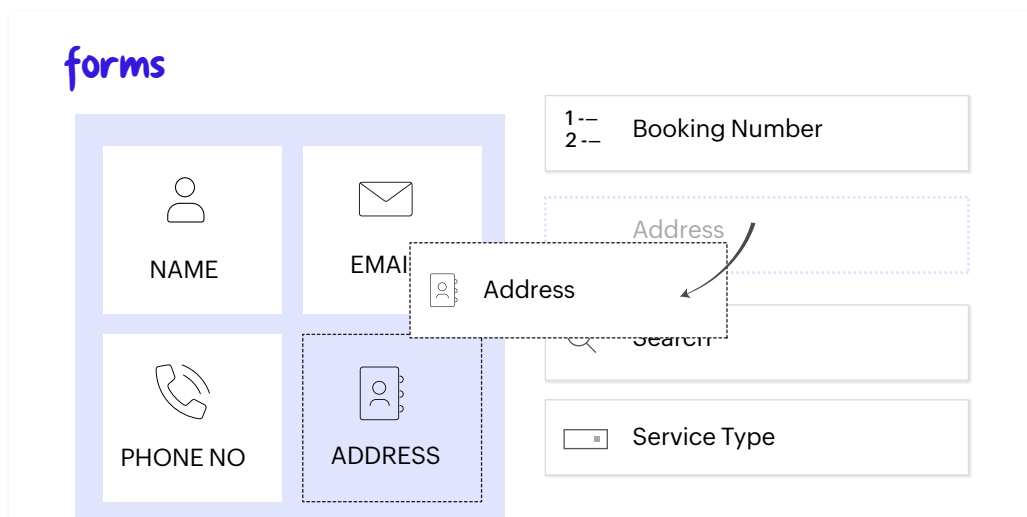 forms
NAME
EMAI
PHONE NO
ADDRESS
Address
1
2
Booking Number
Address
Search
Service Type